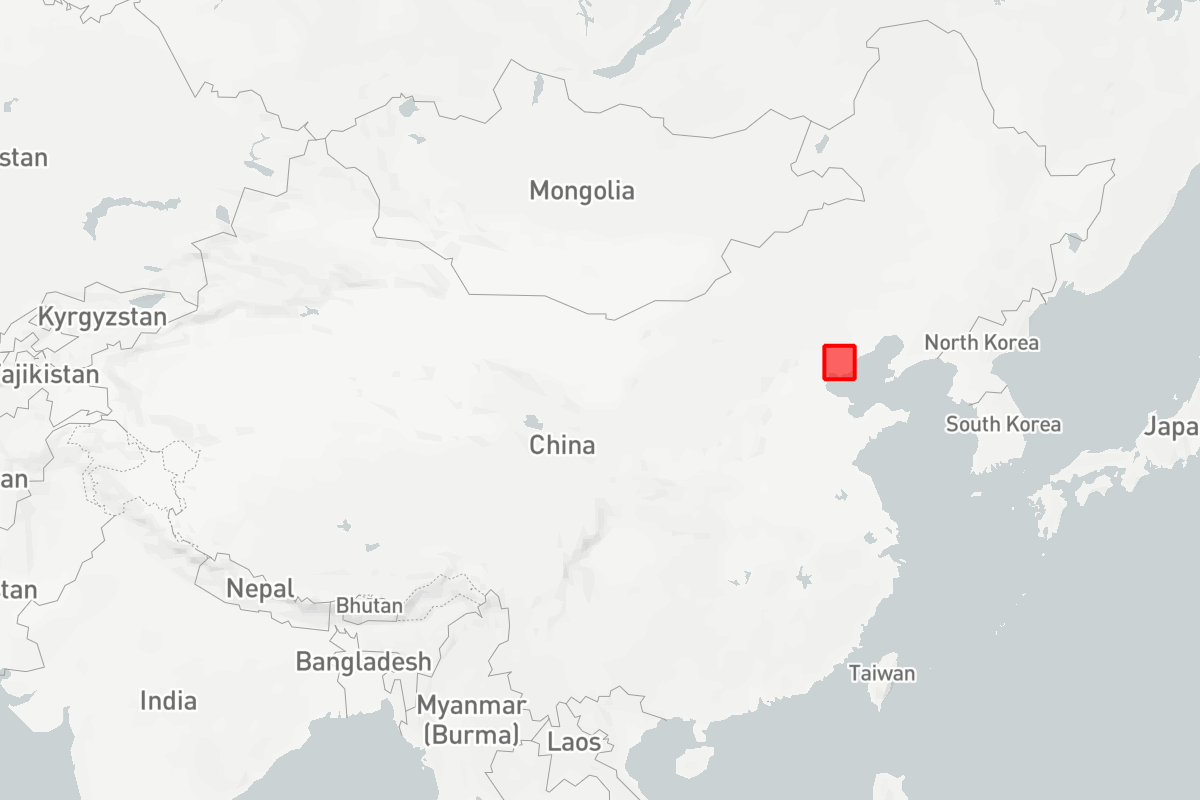 stan
Mongolia
Kyrgyzstan
North Korea
ajikistan
South Korea
Japa
China
an
stan
Nepal
Bhutan
Bangladesh
Taiwan
India
Myanmar
(Burma)
Laos